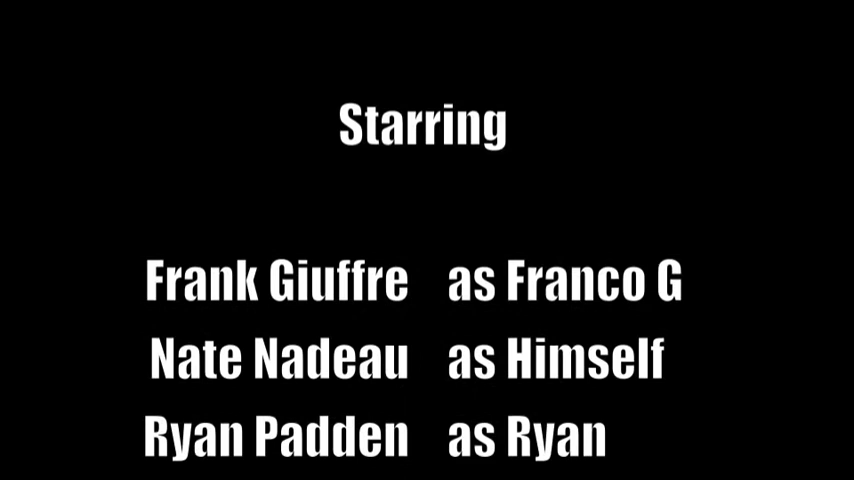 Starring
Frank Giuffre as Franco G
Nate Nadeau as Himself
Ryan Padden as Ryan